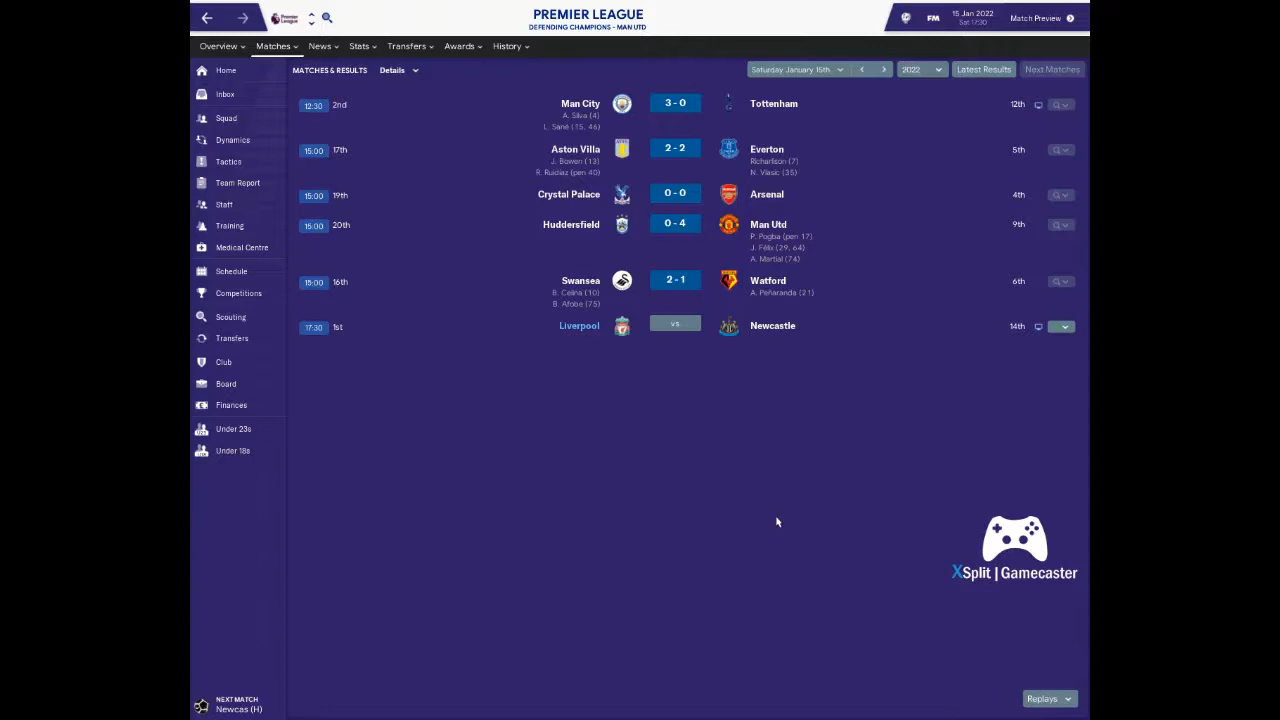 PREMIER LEAGUE
DEFENDING CHAMPIONS - MAN UTD
15 Jan 2022
Sat 17:30
FM
Match Preview
Overview
Matches
News
Stats
Transfers
Awards
History
Home
Inbox
Squad
Dynamics
Tactics
Team Report
Staff
Training
Medical Centre
Schedule
Competitions
Scouting
Transfers
Club
Board
Finances
Under 23s
Under 18s
NEXT MATCH
Newcas (H)
MATCHES & RESULTS Details
Saturday January 15th
2022
Latest Results
Next Matches
12:30 2nd Man City 3 - 0 Tottenham 12th
A. Silva (4)
L. Sané (15, 46)
15:00 17th Aston Villa 2 - 2 Everton 5th
J. Bowen (13) Richarlison (7)
R. Ruidíaz (pen 40) N. Vlasic (35)
15:00 19th Crystal Palace 0 - 0 Arsenal 4th
15:00 20th Huddersfield 0 - 4 Man Utd 9th
P. Pogba (pen 17)
J. Félix (29, 64)
A. Martial (74)
15:00 16th Swansea 2 - 1 Watford 6th
B. Celina (10) A. Peñaranda (21)
B. Afobe (75)
17:30 1st Liverpool vs Newcastle 14th
XSplit | Gamecaster
Replays